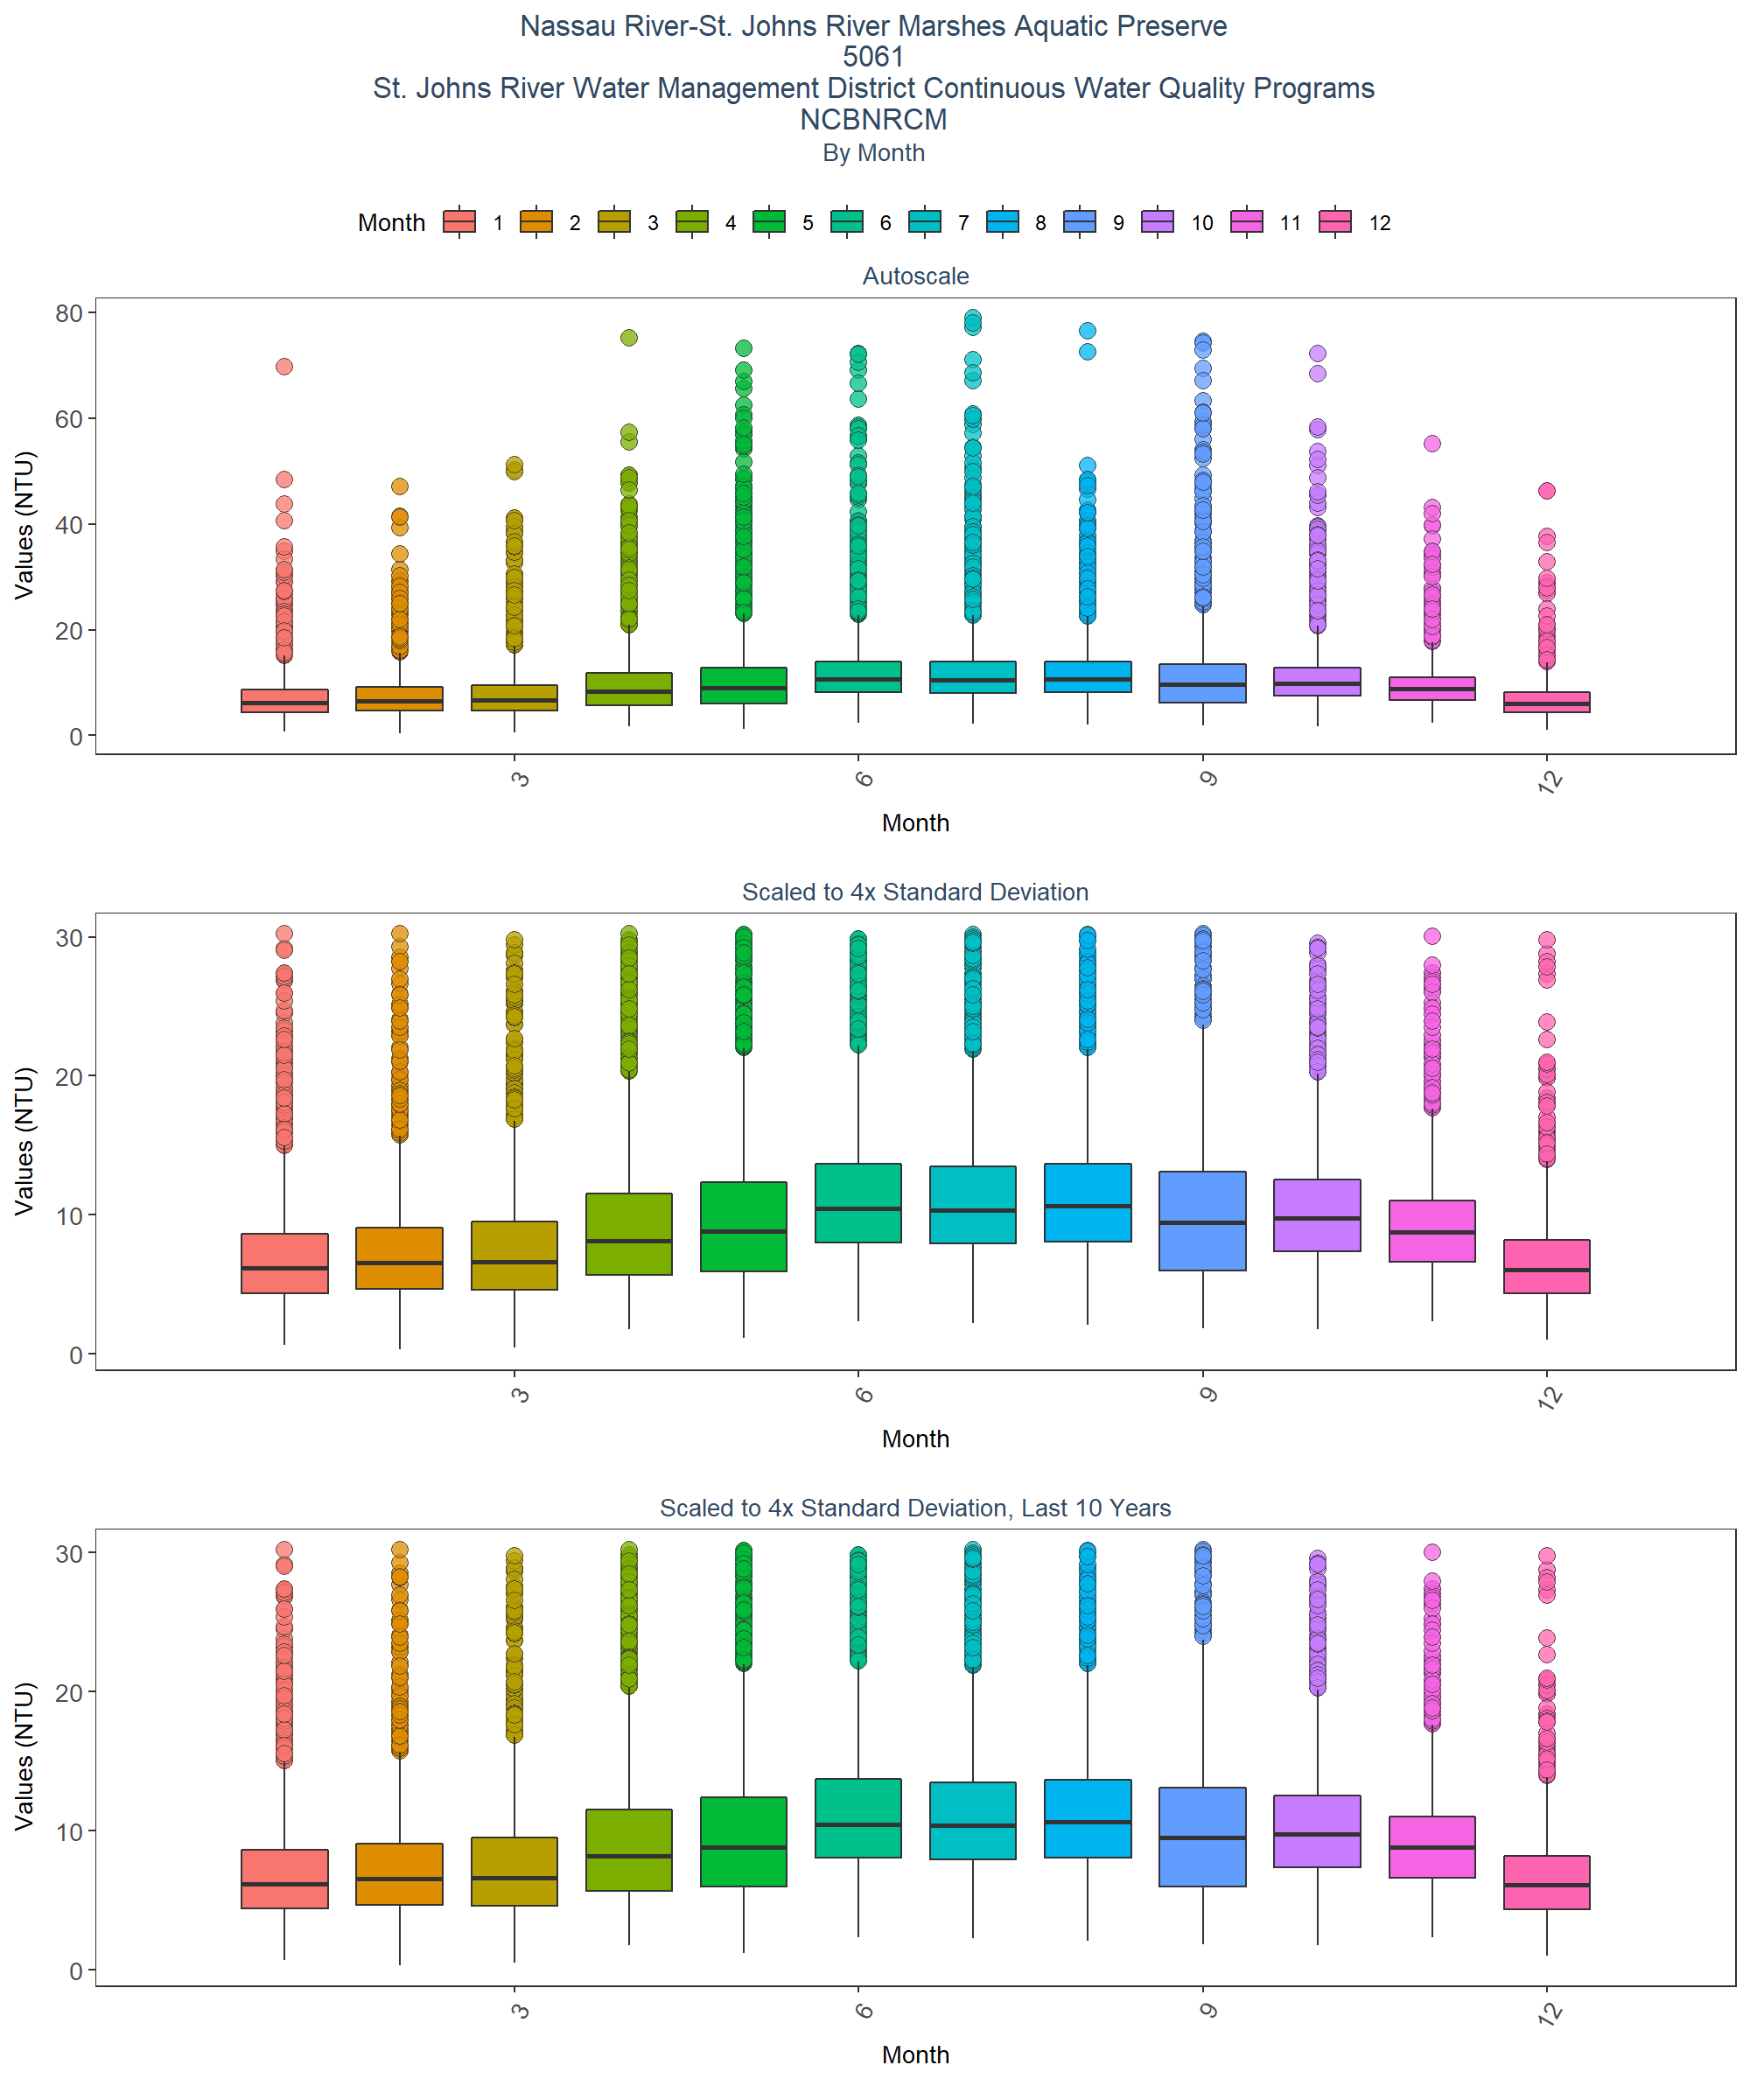 Nassau River-St. Johns River Marshes Aquatic Preserve
5061
St. Johns River Water Management District Continuous Water Quality Programs
NCBNRCM
By Month
Month 1 2 3 4 5 6 7 8 9 10 11 12
Autoscale
Values (NTU)
80
60
40
20
0
3 6 9 12
Month
Scaled to 4x Standard Deviation
Values (NTU)
30
20
10
0
3 6 9 12
Month
Scaled to 4x Standard Deviation, Last 10 Years
Values (NTU)
30
20
10
0
3 6 9 12
Month